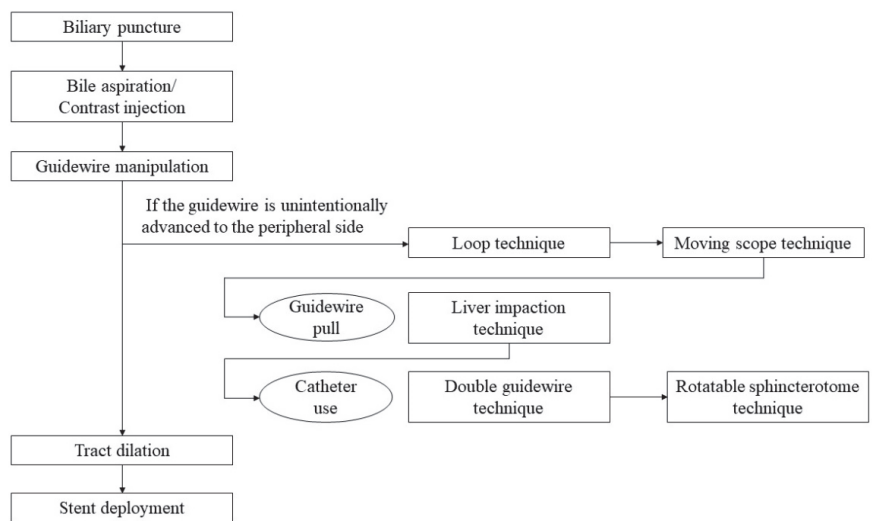 Biliary puncture
Bile aspiration/
Contrast injection
Guidewire manipulation
If the guidewire is unintentionally
advanced to the peripheral side
Loop technique
Moving scope technique
Guidewire
pull
Liver impaction
technique
Catheter
use
Double guidewire
technique
Rotatable sphincterotome
technique
Tract dilation
Stent deployment